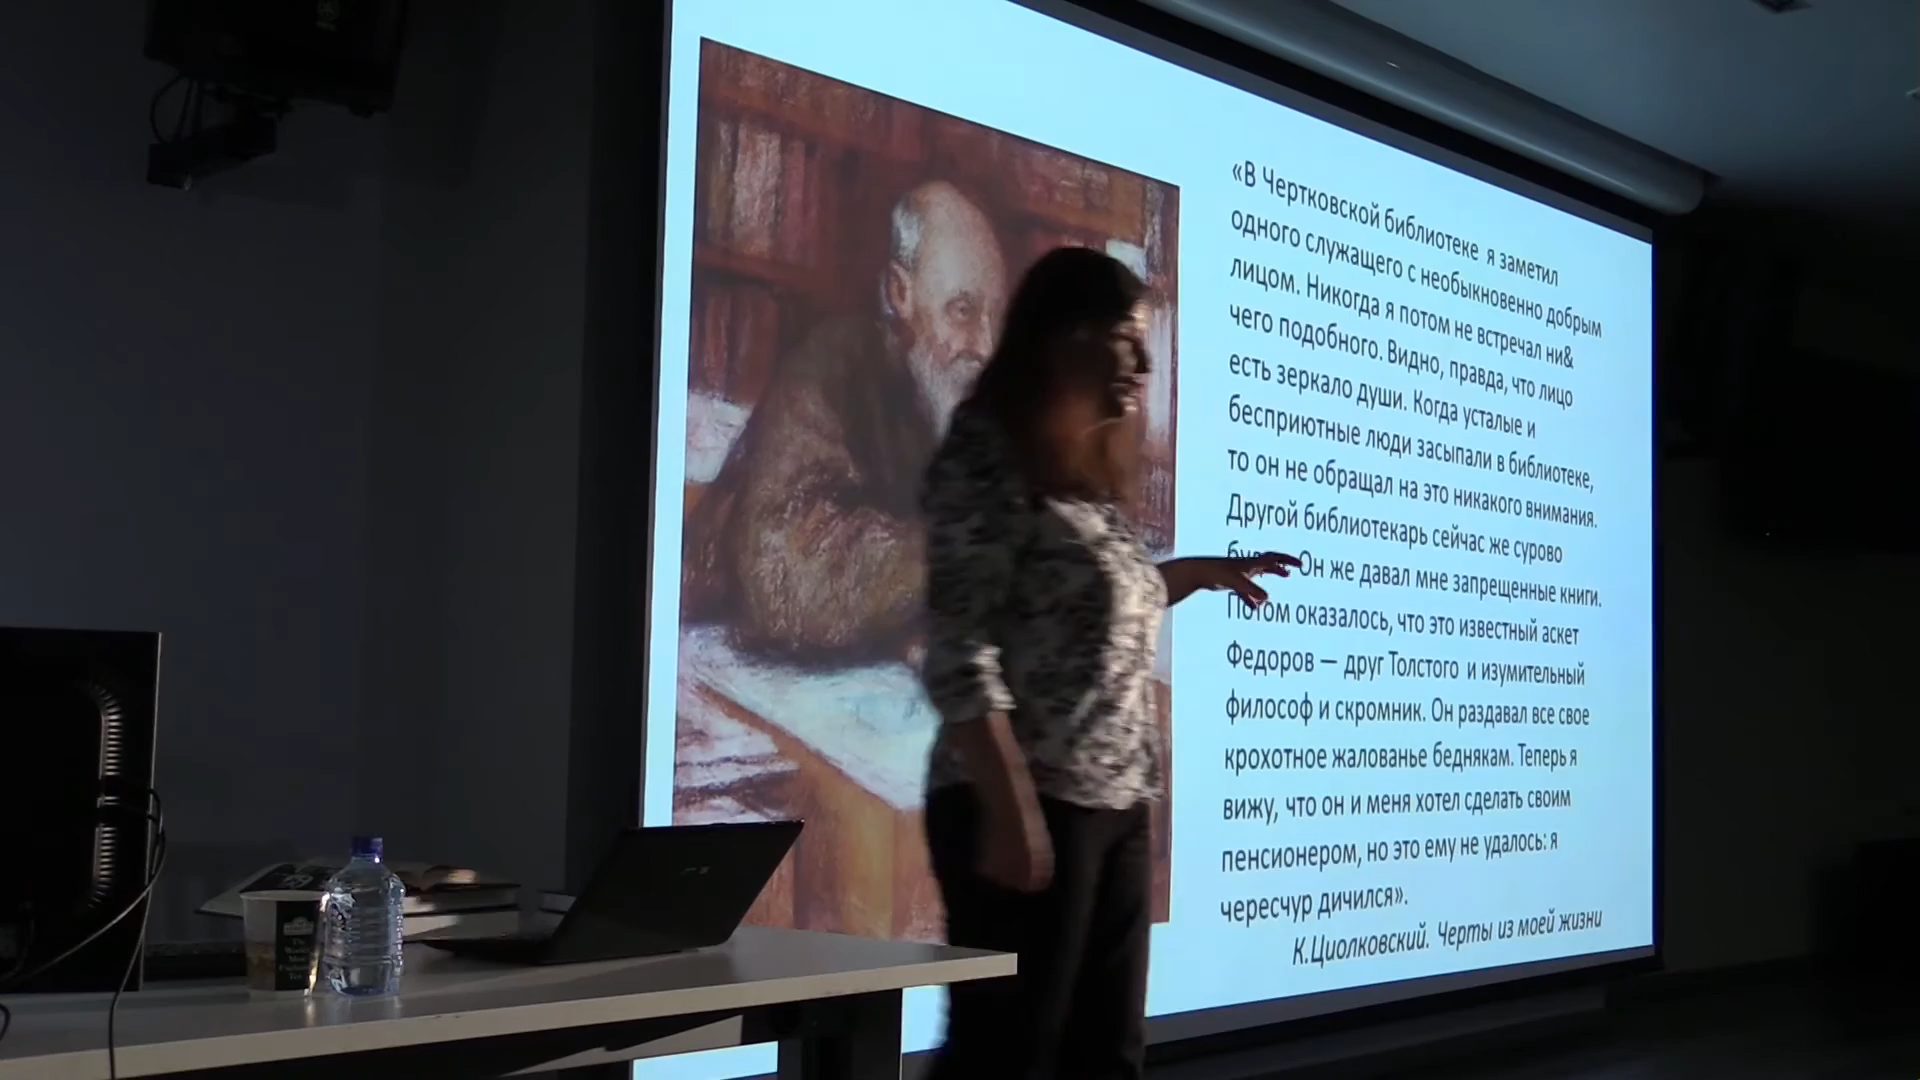 «В Чертковской библиотеке я заметил
одного служащего с необыкновенно добрым
лицом. Никогда я потом не встречал ни&
чего подобного. Видно, правда, что лицо
есть зеркало души. Когда усталые и
бесприютные люди засыпали в библиотеке,
то он не обращал на это никакого внимания.
Другой библиотекарь сейчас же сурово
Он же давал мне запрещенные книги.
Потом оказалось, что это известный аскет
Федоров — друг Толстого и изумительный
философ и скромник. Он раздавал все свое
крохотное жалованье беднякам. Теперь я
вижу, что он и меня хотел сделать своим
пенсионером, но это ему не удалось: я
чересчур дичился».
К.Циолковский. Черты из моей жизни